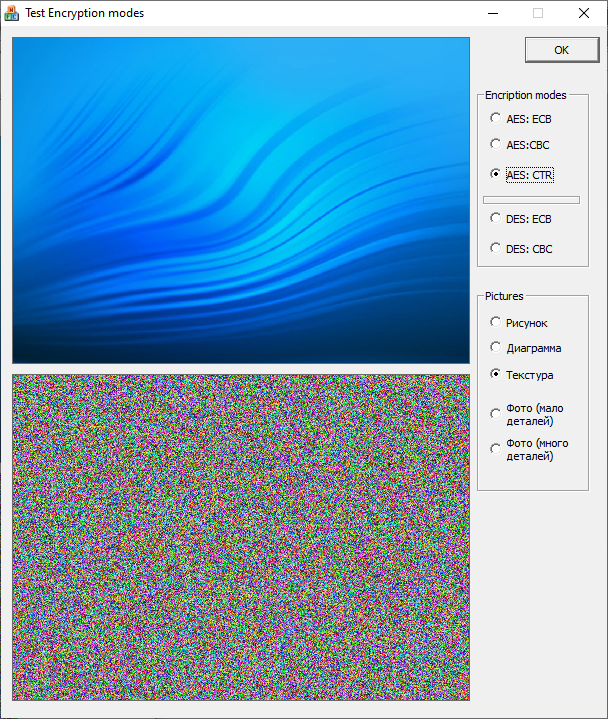 Test Encryption modes
OK
Encription modes
AES: ECB
AES:CBC
AES: CTR
DES: ECB
DES: CBC
Pictures
Рисунок
Диаграмма
Текстура
Фото (мало
деталей)
Фото (много
деталей)